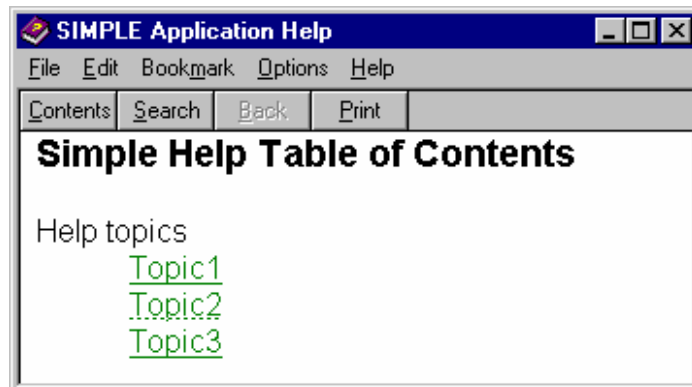 SIMPLE Application Help
File Edit Bookmark Options Help
Contents Search Back Print
Simple Help Table of Contents
Help topics
Topic1
Topic2
Topic3